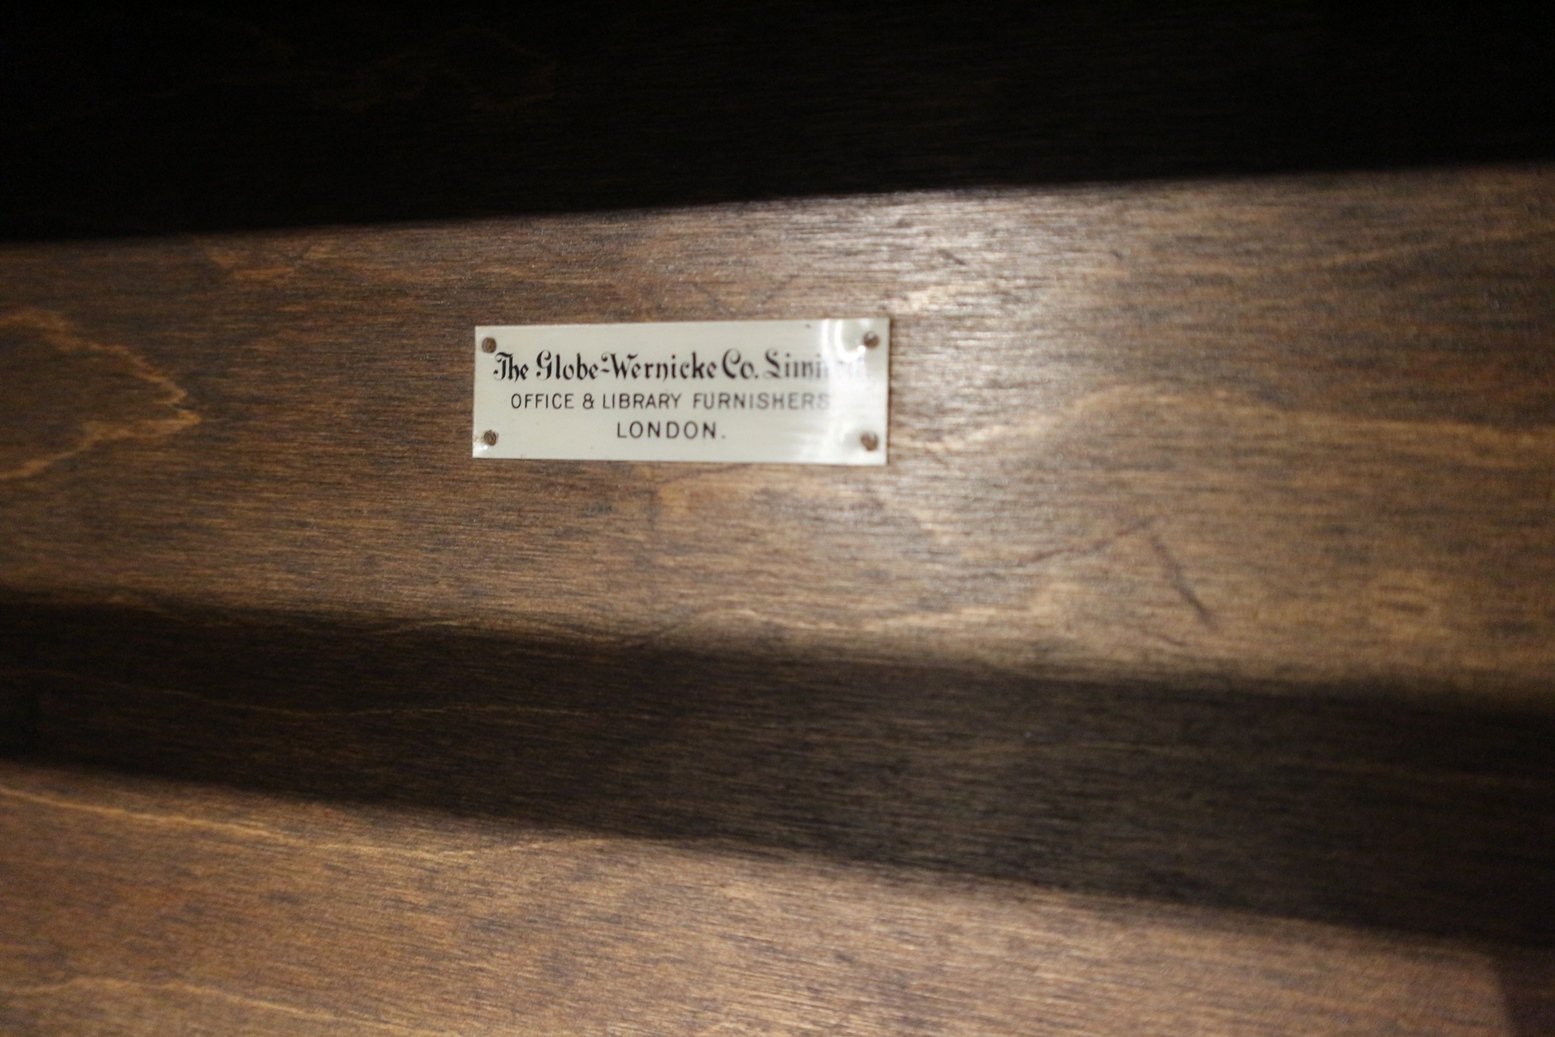 The Globe-Wernicke Co. Limited
OFFICE & LIBRARY FURNISHERS
LONDON.